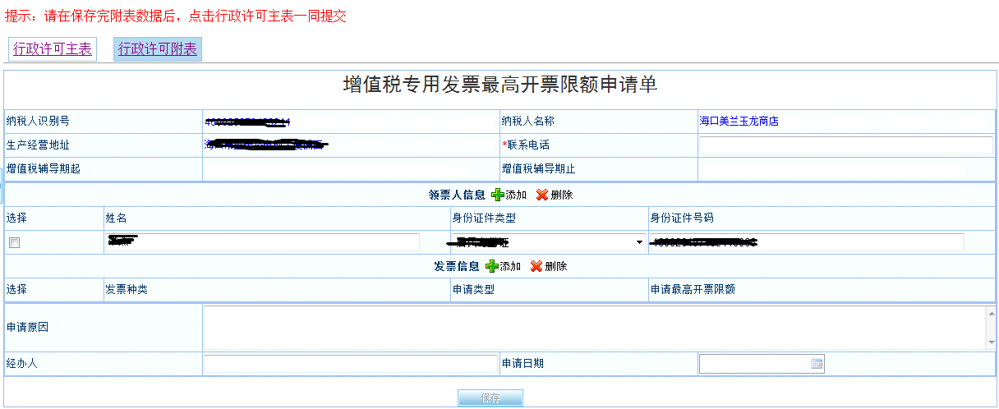 提示：请在保存完附表数据后，点击行政许可主表一同提交
行政许可主表 行政许可附表
增值税专用发票最高开票限额申请单
纳税人识别号 纳税人名称 海口美兰玉龙商店
生产经营地址 *联系电话
增值税辅导期起 增值税辅导期止
领票人信息 添加 删除
选择 姓名 身份证件类型 身份证件号码
发票信息 添加 删除
选择 发票种类 申请类型 申请最高开票限额
申请原因
经办人 申请日期
保存